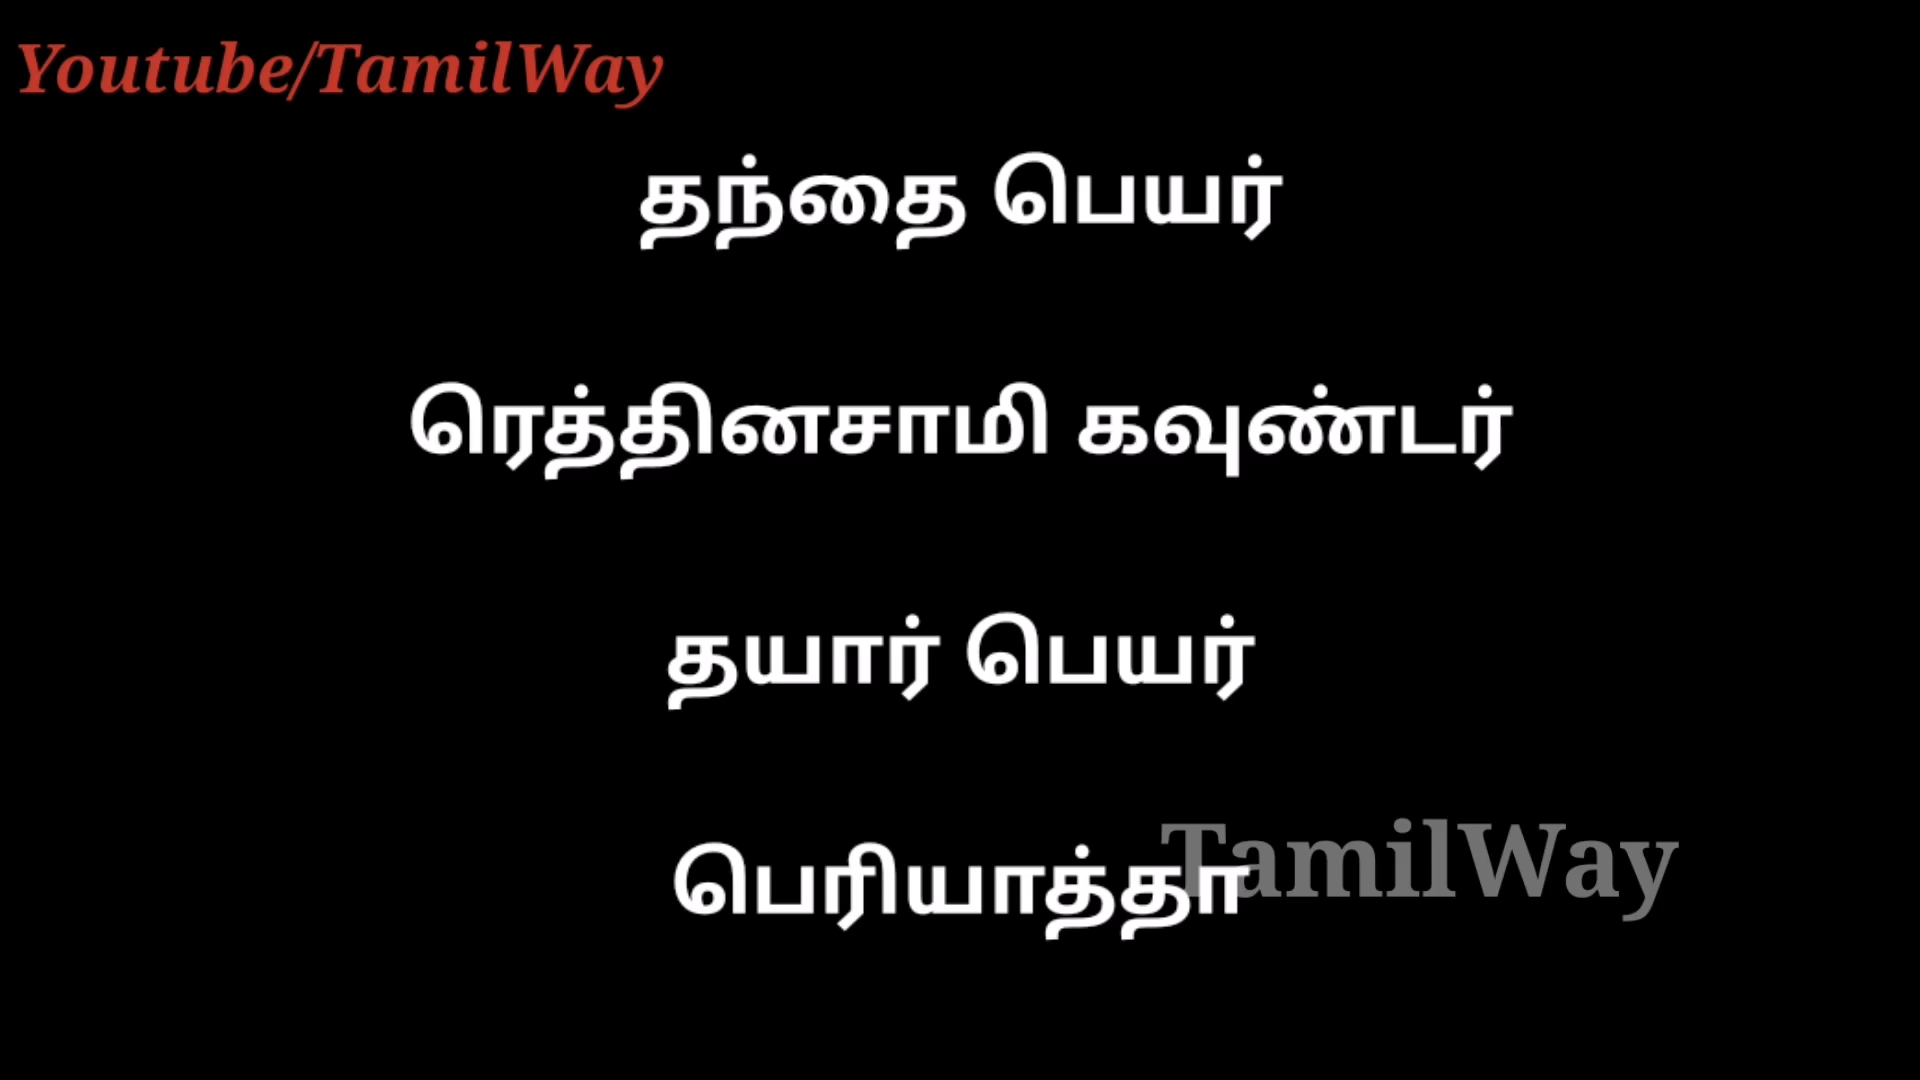 Youtube/TamilWay
தந்தை பெயர்
ரெத்தினசாமி கவுண்டர்
தயார் பெயர்
பெரியாத்தா
TamilWay